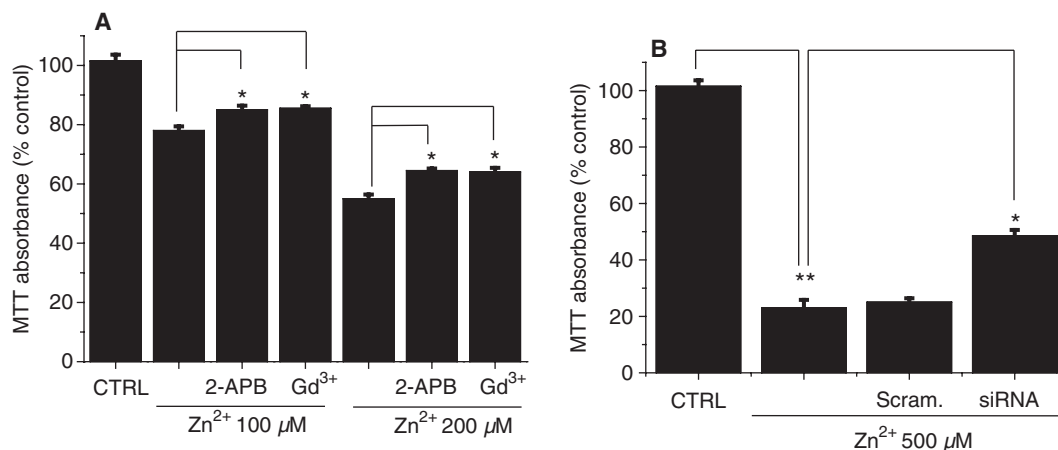 A
MTT absorbance (% control)
100
80
60
40
20
0
* *
* *
CTRL 2-APB Gd³⁺ 2-APB Gd³⁺
Zn²⁺ 100 µM Zn²⁺ 200 µM
B
MTT absorbance (% control)
100
80
60
40
20
0
**
*
CTRL Scram. siRNA
Zn²⁺ 500 µM